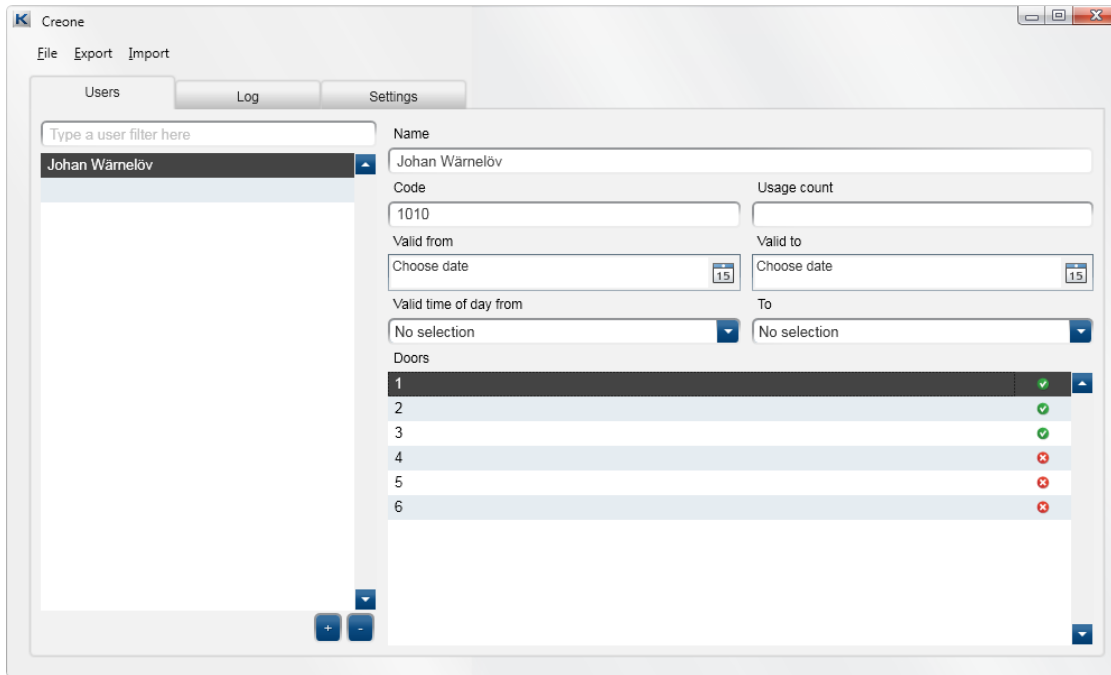 Creone
File Export Import
Users Log Settings
Type a user filter here
Johan Wärnelöv
Name
Johan Wärnelöv
Code Usage count
1010
Valid from Valid to
Choose date 15 Choose date 15
Valid time of day from To
No selection No selection
Doors
1
2
3
4
5
6
+ -